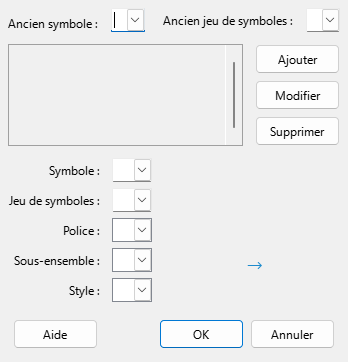 Ancien symbole : Ancien jeu de symboles :
Ajouter
Modifier
Supprimer
Symbole :
Jeu de symboles :
Police :
Sous-ensemble :
Style :
Aide OK Annuler